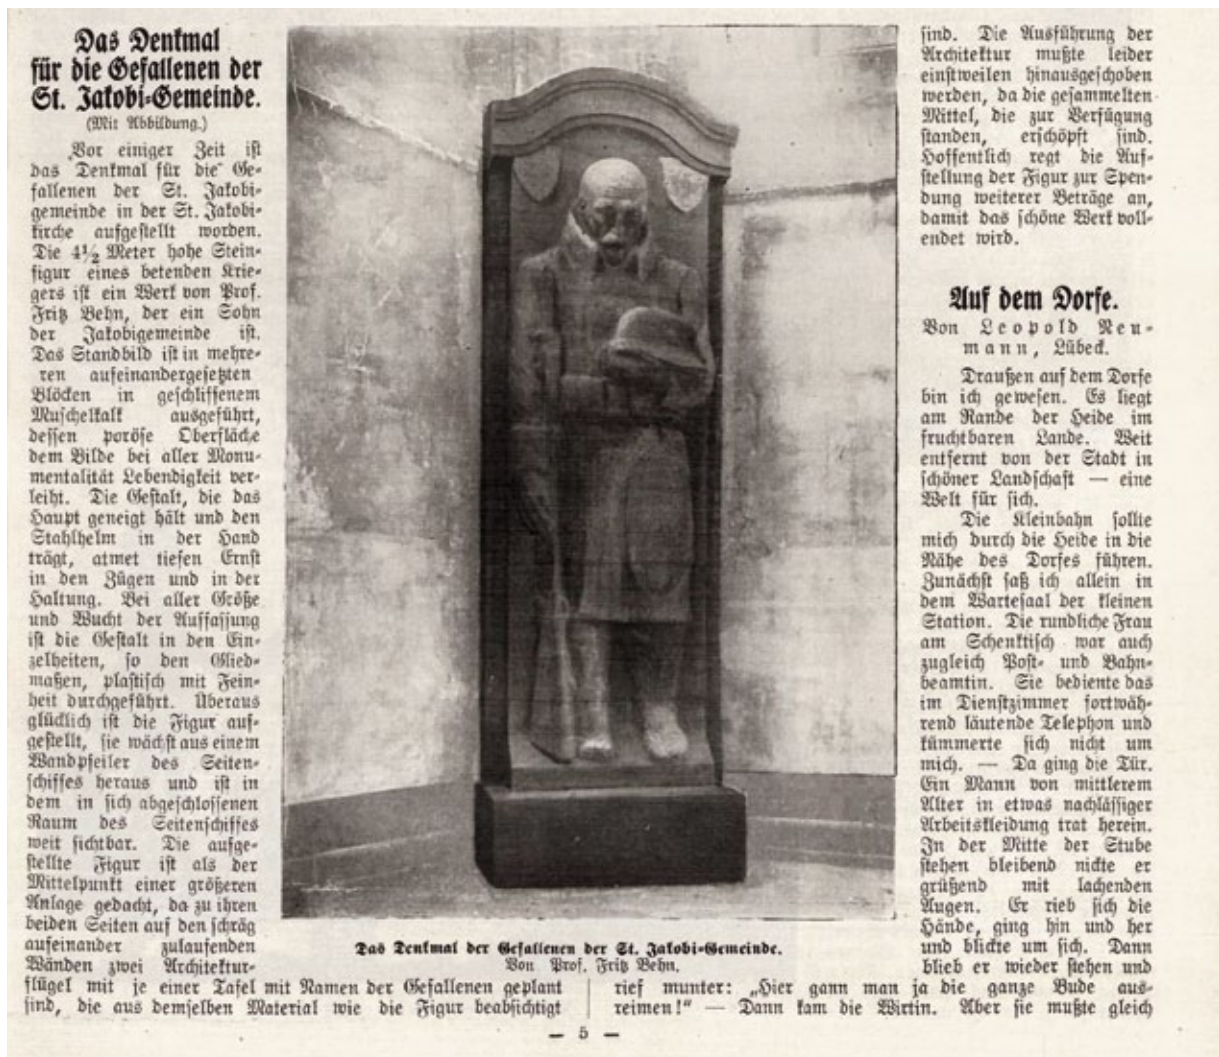 Das Denkmal
für die Gefallenen der
St. Jakobi-Gemeinde.
(Mit Abbildung.)
Vor einiger Zeit ist
das Denkmal für die Ge-
fallenen der St. Jakobi-
gemeinde in der St. Jakobi-
kirche aufgestellt worden.
Die 4½ Meter hohe Stein-
figur eines betenden Krie-
gers ist ein Werk von Prof.
Fritz Behn, der ein Sohn
der Jakobigemeinde ist.
Das Standbild ist in mehre-
ren aufeinandergesetzten
Blöcken in geschliffenem
Muschelkalk ausgeführt,
dessen poröse Oberfläche
dem Bilde bei aller Monu-
mentalität Lebendigkeit ver-
leiht. Die Gestalt, die das
Haupt geneigt hält und den
Stahlhelm in der Hand
trägt, atmet tiefen Ernst
in den Zügen und in der
Haltung. Bei aller Größe
und Wucht der Auffassung
ist die Gestalt in den Ein-
zelheiten, so den Glied-
maßen, plastisch mit Fein-
heit durchgeführt. Überaus
glücklich ist die Figur auf-
gestellt, sie wächst aus einem
Wandpfeiler des Seiten-
schiffes heraus und ist in
dem in sich abgeschlossenen
Raum des Seitenschiffes
weit sichtbar. Die aufge-
stellte Figur ist als der
Mittelpunkt einer größeren
Anlage gedacht, da zu ihren
beiden Seiten auf den schräg
aufeinander zulaufenden
Wänden zwei Architektur-
flügel mit je einer Tafel mit Namen der Gefallenen geplant
sind, die aus demselben Material wie die Figur beabsichtigt
Das Denkmal der Gefallenen der St. Jakobi-Gemeinde.
Von Prof. Fritz Behn.
sind. Die Ausführung der
Architektur mußte leider
einstweilen hinausgeschoben
werden, da die gesammelten
Mittel, die zur Verfügung
standen, erschöpft sind.
Hoffentlich regt die Auf-
stellung der Figur zur Spen-
dung weiterer Beträge an,
damit das schöne Werk voll-
endet wird.
Auf dem Dorfe.
Von Leopold Neu-
mann, Lübeck.
Draußen auf dem Dorfe
bin ich gewesen. Es liegt
am Rande der Heide im
fruchtbaren Lande. Weit
entfernt von der Stadt in
schöner Landschaft — eine
Welt für sich.
Die Kleinbahn sollte
mich durch die Heide in die
Nähe des Dorfes führen.
Zunächst saß ich allein in
dem Wartesaal der kleinen
Station. Die rundliche Frau
am Schenktisch war auch
zugleich Post- und Bahn-
beamtin. Sie bediente das
im Dienstzimmer fortwäh-
rend läutende Telephon und
kümmerte sich nicht um
mich. — Da ging die Tür.
Ein Mann von mittlerem
Alter in etwas nachlässiger
Arbeitskleidung trat herein.
In der Mitte der Stube
stehen bleibend nickte er
grüßend mit lachenden
Augen. Er rieb sich die
Hände, ging hin und her
und blickte um sich. Dann
blieb er wieder stehen und
rief munter: „Hier gann man ja die ganze Bude aus-
reimen!“ — Dann kam die Wirtin. Aber sie mußte gleich
— 5 —